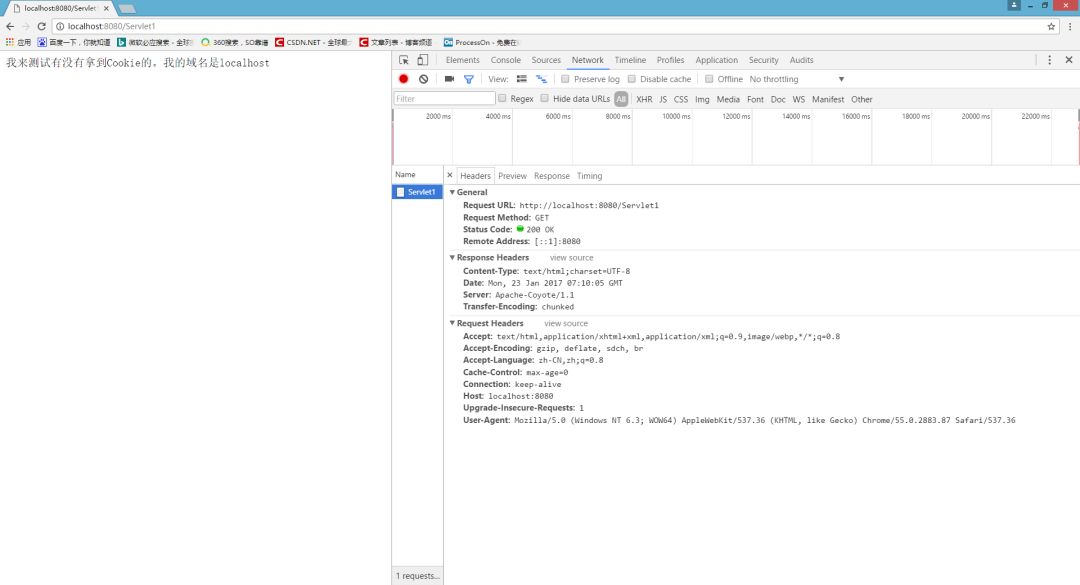 localhost:8080/Servlet1
localhost:8080/Servlet1
应用 百度一下，你就知道 微软必应搜索 - 全球 360搜索，SO靠谱 CSDN.NET - 全球最 文章列表 - 博客频道 ProcessOn - 免费在
我来测试有没有拿到Cookie的，我的域名是localhost
Elements Console Sources Network Timeline Profiles Application Security Audits
View: Preserve log Disable cache Offline No throttling
Filter Regex Hide data URLs All XHR JS CSS Img Media Font Doc WS Manifest Other
2000 ms 4000 ms 6000 ms 8000 ms 10000 ms 12000 ms 14000 ms 16000 ms 18000 ms 20000 ms 22000 ms
Name Headers Preview Response Timing
Servlet1
General
Request URL: http://localhost:8080/Servlet1
Request Method: GET
Status Code: 200 OK
Remote Address: [::1]:8080
Response Headers view source
Content-Type: text/html;charset=UTF-8
Date: Mon, 23 Jan 2017 07:10:05 GMT
Server: Apache-Coyote/1.1
Transfer-Encoding: chunked
Request Headers view source
Accept: text/html,application/xhtml+xml,application/xml;q=0.9,image/webp,*/*;q=0.8
Accept-Encoding: gzip, deflate, sdch, br
Accept-Language: zh-CN,zh;q=0.8
Cache-Control: max-age=0
Connection: keep-alive
Host: localhost:8080
Upgrade-Insecure-Requests: 1
User-Agent: Mozilla/5.0 (Windows NT 6.3; WOW64) AppleWebKit/537.36 (KHTML, like Gecko) Chrome/55.0.2883.87 Safari/537.36
1 requests...